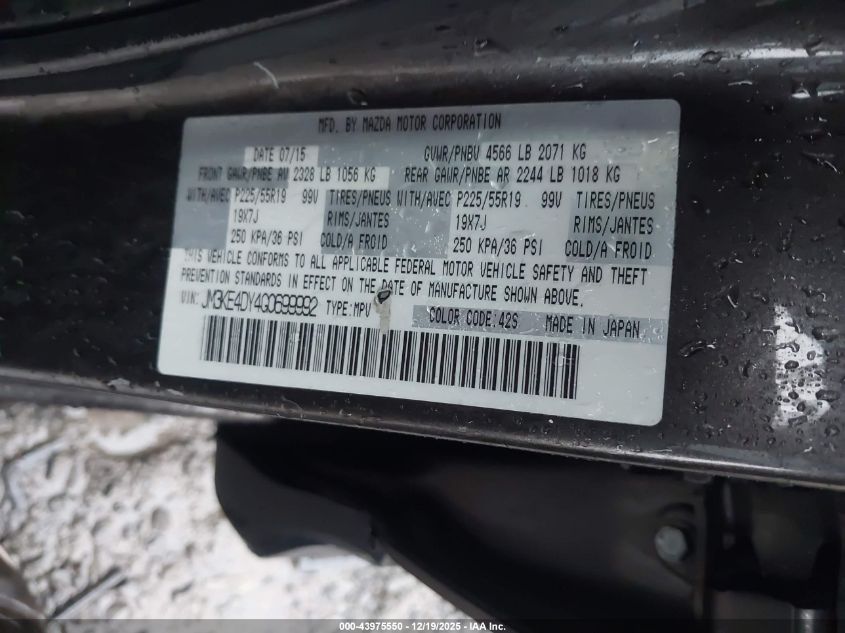 MFD. BY MAZDA MOTOR CORPORATION
DATE 07/15 GVWR/PNBV 4566 LB 2071 KG
FRONT GAWR/PNBE AV 2328 LB 1056 KG REAR GAWR/PNBE AR 2244 LB 1018 KG
WITH/AVEC P225/55R19 99V TIRES/PNEUS WITH/AVEC P225/55R19 99V TIRES/PNEUS
19X7J RIMS/JANTES 19X7J RIMS/JANTES
250 KPA/36 PSI COLD/A FROID 250 KPA/36 PSI COLD/A FROID
THIS VEHICLE CONFORMS TO ALL APPLICABLE FEDERAL MOTOR VEHICLE SAFETY AND THEFT
PREVENTION STANDARDS IN EFFECT ON THE DATE OF MANUFACTURE SHOWN ABOVE.
VIN: JM3KE4DY4G0699992 TYPE:MPV COLOR CODE:42S MADE IN JAPAN
000-43975550 - 12/19/2025 - IAA Inc.